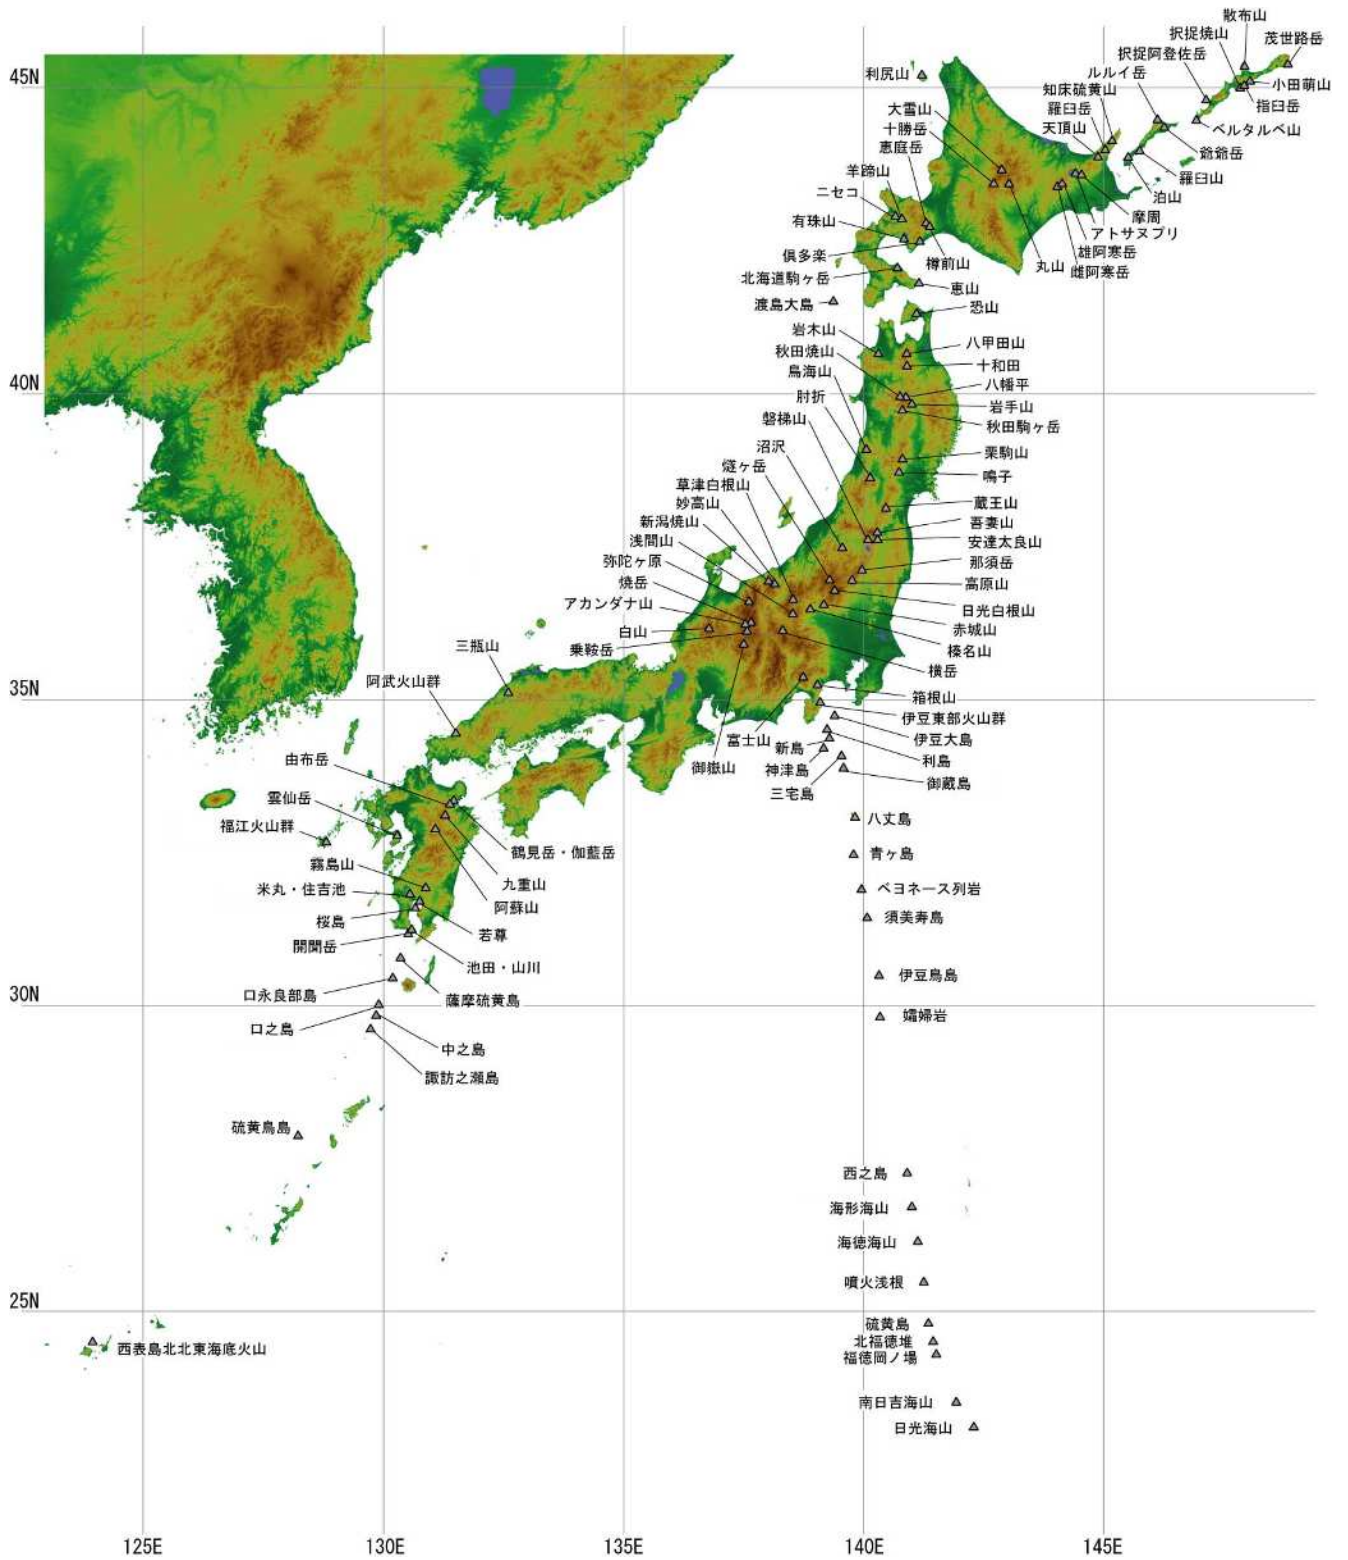 散布山
択捉焼山
茂世路岳
択捉阿登佐岳
ルルイ岳
45N
利尻山
知床硫黄山
小田萌山
大雪山
羅臼岳
指臼岳
十勝岳
天頂山
ベルタルベ山
恵庭岳
爺爺岳
羊蹄山
羅臼山
ニセコ
泊山
有珠山
摩周
アトサヌプリ
倶多楽
雄阿寒岳
樽前山
丸山
雌阿寒岳
北海道駒ヶ岳
恵山
渡島大島
恐山
岩木山
八甲田山
秋田焼山
十和田
鳥海山
40N
八幡平
肘折
岩手山
磐梯山
秋田駒ヶ岳
沼沢
栗駒山
燧ヶ岳
鳴子
草津白根山
妙高山
蔵王山
新潟焼山
吾妻山
浅間山
安達太良山
弥陀ヶ原
那須岳
焼岳
高原山
アカンダナ山
日光白根山
白山
赤城山
三瓶山
乗鞍岳
榛名山
横岳
阿武火山群
35N
箱根山
伊豆東部火山群
富士山
伊豆大島
新島
由布岳
御嶽山
神津島
利島
三宅島
御蔵島
雲仙岳
八丈島
福江火山群
鶴見岳・伽藍岳
青ヶ島
霧島山
九重山
米丸・住吉池
ベヨネース列岩
阿蘇山
桜島
須美寿島
若尊
開聞岳
池田・山川
伊豆鳥島
30N
口永良部島
薩摩硫黄島
孀婦岩
口之島
中之島
諏訪之瀬島
硫黄鳥島
西之島
海形海山
海徳海山
噴火浅根
25N
硫黄島
北福徳堆
西表島北北東海底火山
福徳岡ノ場
南日吉海山
日光海山
125E
130E
135E
140E
145E